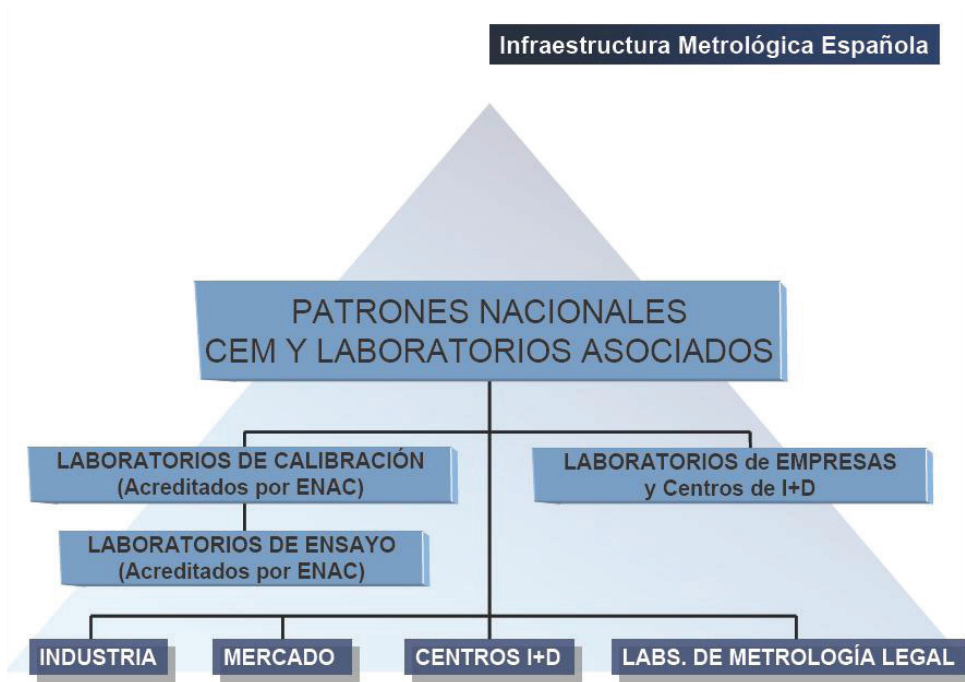 Infraestructura Metrológica Española
PATRONES NACIONALES
CEM Y LABORATORIOS ASOCIADOS
LABORATORIOS DE CALIBRACIÓN
(Acreditados por ENAC)
LABORATORIOS de EMPRESAS
y Centros de I+D
LABORATORIOS DE ENSAYO
(Acreditados por ENAC)
INDUSTRIA
MERCADO
CENTROS I+D
LABS. DE METROLOGÍA LEGAL